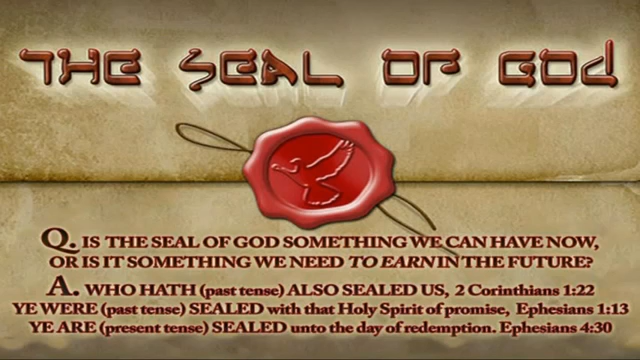 THE SEAL OF GOD
Q. IS THE SEAL OF GOD SOMETHING WE CAN HAVE NOW,
OR IS IT SOMETHING WE NEED TO EARN IN THE FUTURE?
A. WHO HATH (past tense) ALSO SEALED US, 2 Corinthians 1:22
YE WERE (past tense) SEALED with that Holy Spirit of promise, Ephesians 1:13
YE ARE (present tense) SEALED unto the day of redemption. Ephesians 4:30